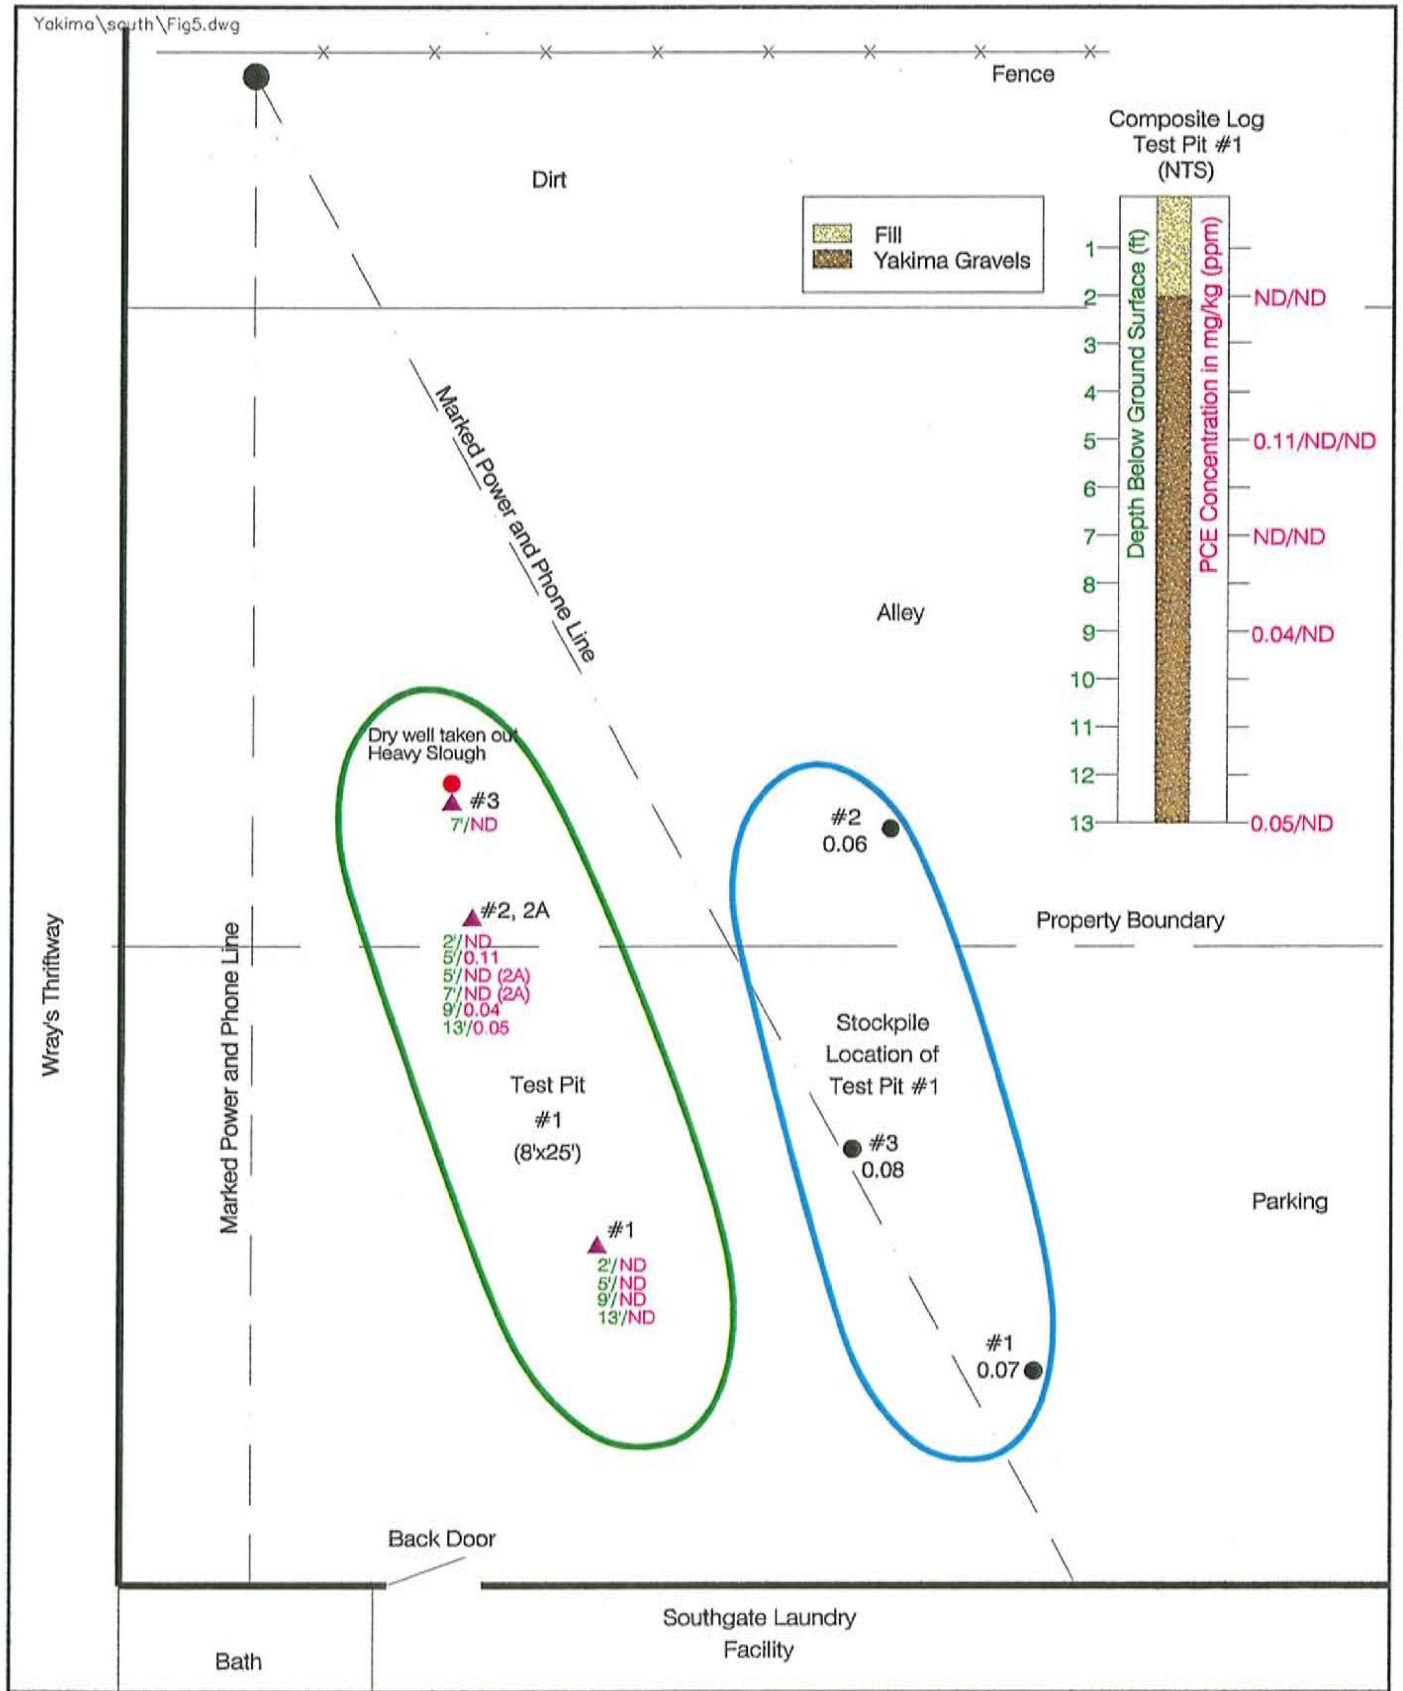 Yakima\south\Fig5.dwg
Fence
Composite Log
Test Pit #1
(NTS)
Dirt
Fill
Yakima Gravels
Depth Below Ground Surface (ft)
PCE Concentration in mg/kg (ppm)
1
2 ND/ND
3
4
5 0.11/ND/ND
6
7 ND/ND
8
9 0.04/ND
10
11
12
13 0.05/ND
Marked Power and Phone Line
Alley
Dry well taken out
Heavy Slough
#3
7'/ND
#2
0.06
#2, 2A
2'/ND
5'/0.11
5'/ND (2A)
7'/ND (2A)
9'/0.04
13'/0.05
Property Boundary
Wray's Thriftway
Marked Power and Phone Line
Stockpile
Location of
Test Pit #1
Test Pit
#1
(8'x25')
#3
0.08
Parking
#1
2'/ND
5'/ND
9'/ND
13'/ND
#1
0.07
Back Door
Southgate Laundry
Facility
Bath